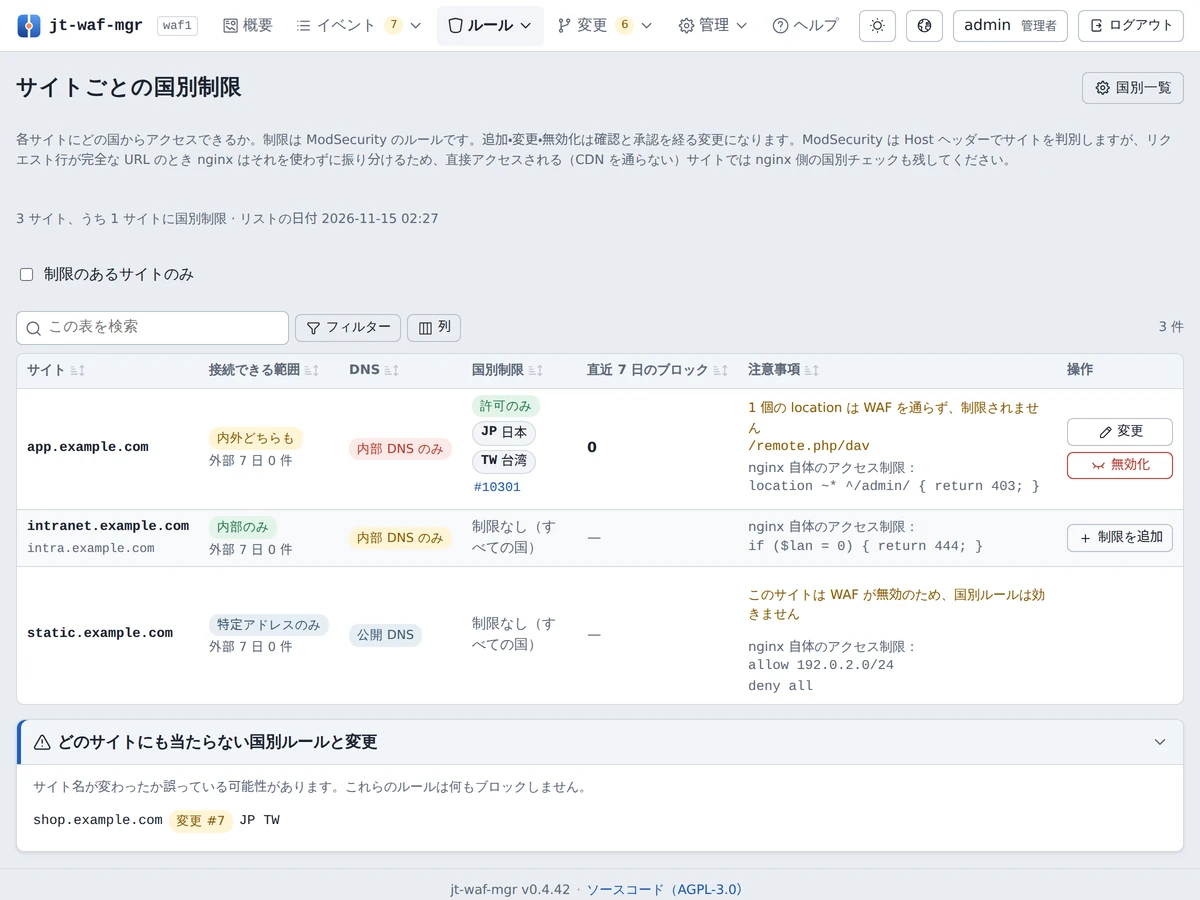 jt-waf-mgr waf1 概要 イベント 7 ルール 変更 6 管理 ヘルプ admin 管理者 ログアウト
サイトごとの国別制限
国別一覧
各サイトにどの国からアクセスできるか。制限は ModSecurity のルールです。追加•変更•無効化は確認と承認を経る変更になります。ModSecurity は Host ヘッダーでサイトを判別しますが、リク
エスト行が完全な URL のとき nginx はそれを使わずに振り分けるため、直接アクセスされる（CDN を通らない）サイトでは nginx 側の国別チェックも残してください。
3 サイト、うち 1 サイトに国別制限 · リストの日付 2026-11-15 02:27
制限のあるサイトのみ
この表を検索 フィルター 列 3 件
サイト 接続できる範囲 DNS 国別制限 直近 7 日のブロック 注意事項 操作
app.example.com
内外どちらも
外部 7 日 0 件
内部 DNS のみ
許可のみ
JP 日本
TW 台湾
#10301
0
1 個の location は WAF を通らず、制限されませ
ん
/remote.php/dav
nginx 自体のアクセス制限：
location ~* ^/admin/ { return 403; }
変更
無効化
intranet.example.com
intra.example.com
内部のみ
外部 7 日 0 件
内部 DNS のみ
制限なし（す
べての国）
—
nginx 自体のアクセス制限：
if ($lan = 0) { return 444; }
+ 制限を追加
static.example.com
特定アドレスのみ
外部 7 日 0 件
公開 DNS
制限なし（す
べての国）
—
このサイトは WAF が無効のため、国別ルールは効
きません
nginx 自体のアクセス制限：
allow 192.0.2.0/24
deny all
どのサイトにも当たらない国別ルールと変更
サイト名が変わったか誤っている可能性があります。これらのルールは何もブロックしません。
shop.example.com 変更 #7 JP TW
jt-waf-mgr v0.4.42 · ソースコード（AGPL-3.0）